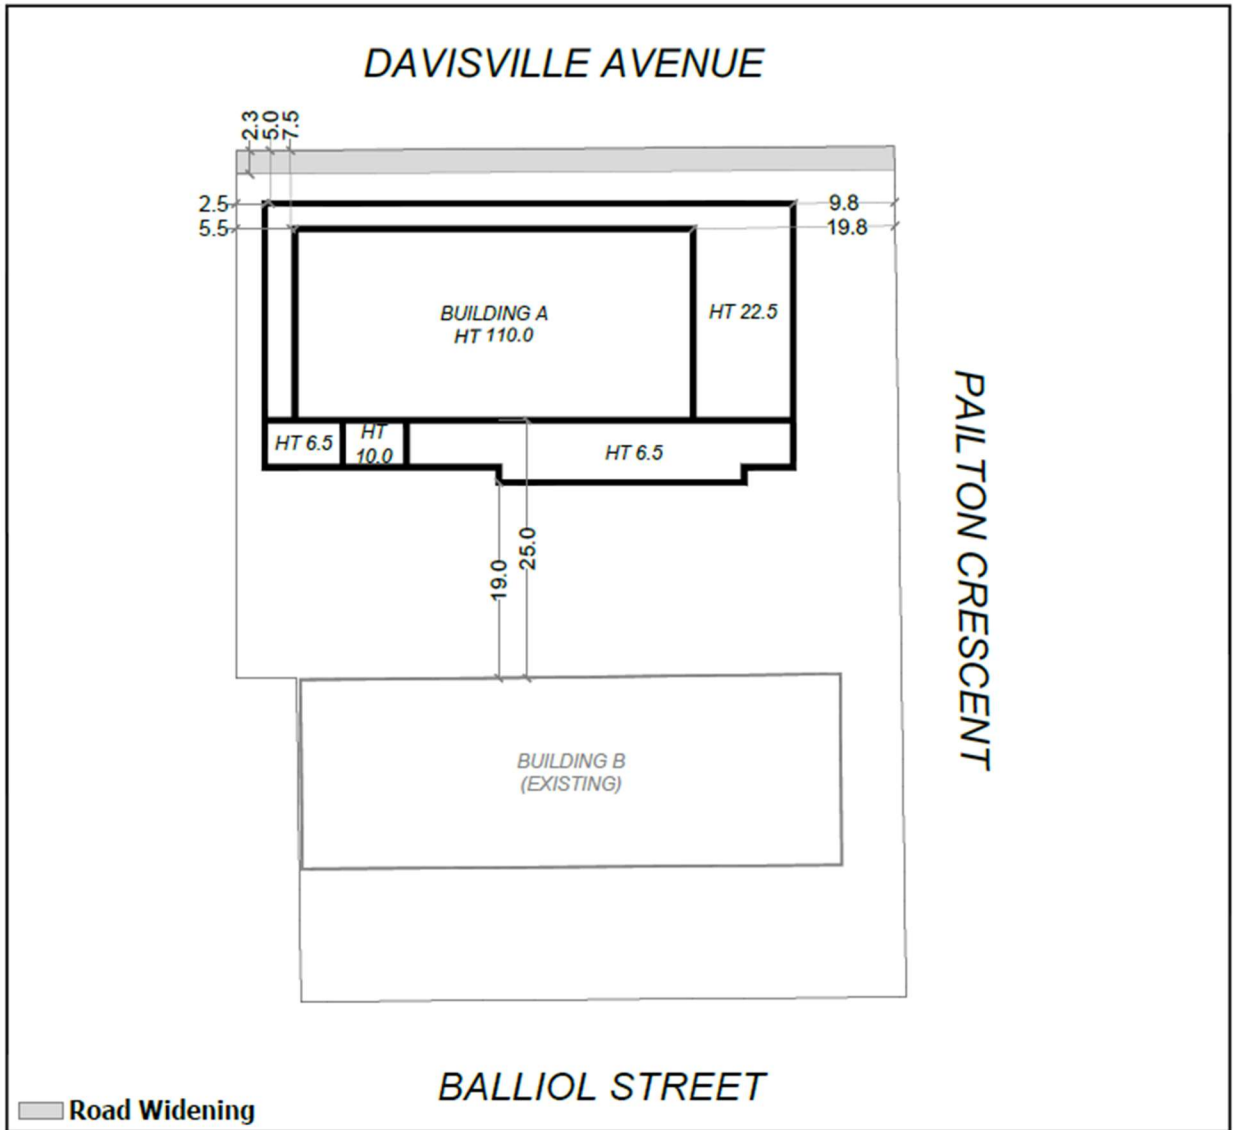 DAVISVILLE AVENUE
2.3
5.0
7.5
2.5
9.8
5.5
19.8
BUILDING A
HT 110.0
HT 22.5
HT 6.5
HT
10.0
HT 6.5
PAILTON CRESCENT
19.0
25.0
BUILDING B
(EXISTING)
BALLIOL STREET
Road Widening